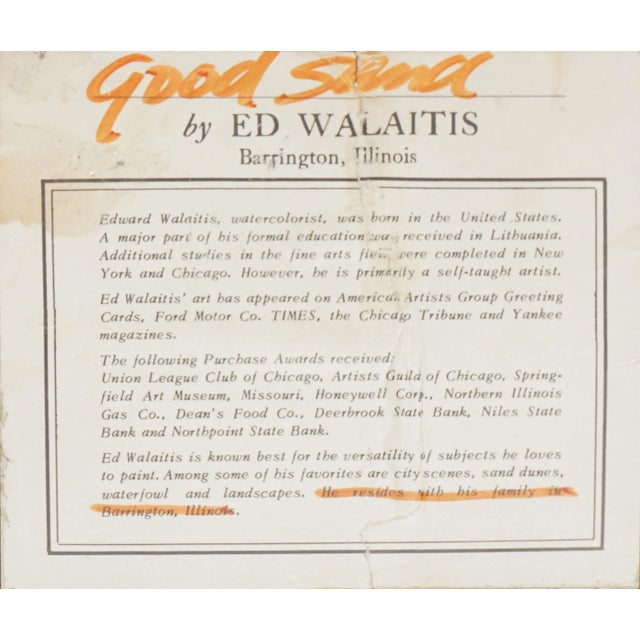 Good Stand
by ED WALAITIS
Barrington, Illinois
Edward Walaitis, watercolorist, was born in the United States.
A major part of his formal education was received in Lithuania.
Additional studies in the fine arts field were completed in New
York and Chicago. However, he is primarily a self-taught artist.
Ed Walaitis' art has appeared on American Artists Group Greeting
Cards, Ford Motor Co. TIMES, the Chicago Tribune and Yankee
magazines.
The following Purchase Awards received:
Union League Club of Chicago, Artists Guild of Chicago, Spring-
field Art Museum, Missouri, Honeywell Corp., Northern Illinois
Gas Co., Dean's Food Co., Deerbrook State Bank, Niles State
Bank and Northpoint State Bank.
Ed Walaitis is known best for the versatility of subjects he loves
to paint. Among some of his favorites are city scenes, sand dunes,
waterfowl and landscapes. He resides with his family in
Barrington, Illinois.